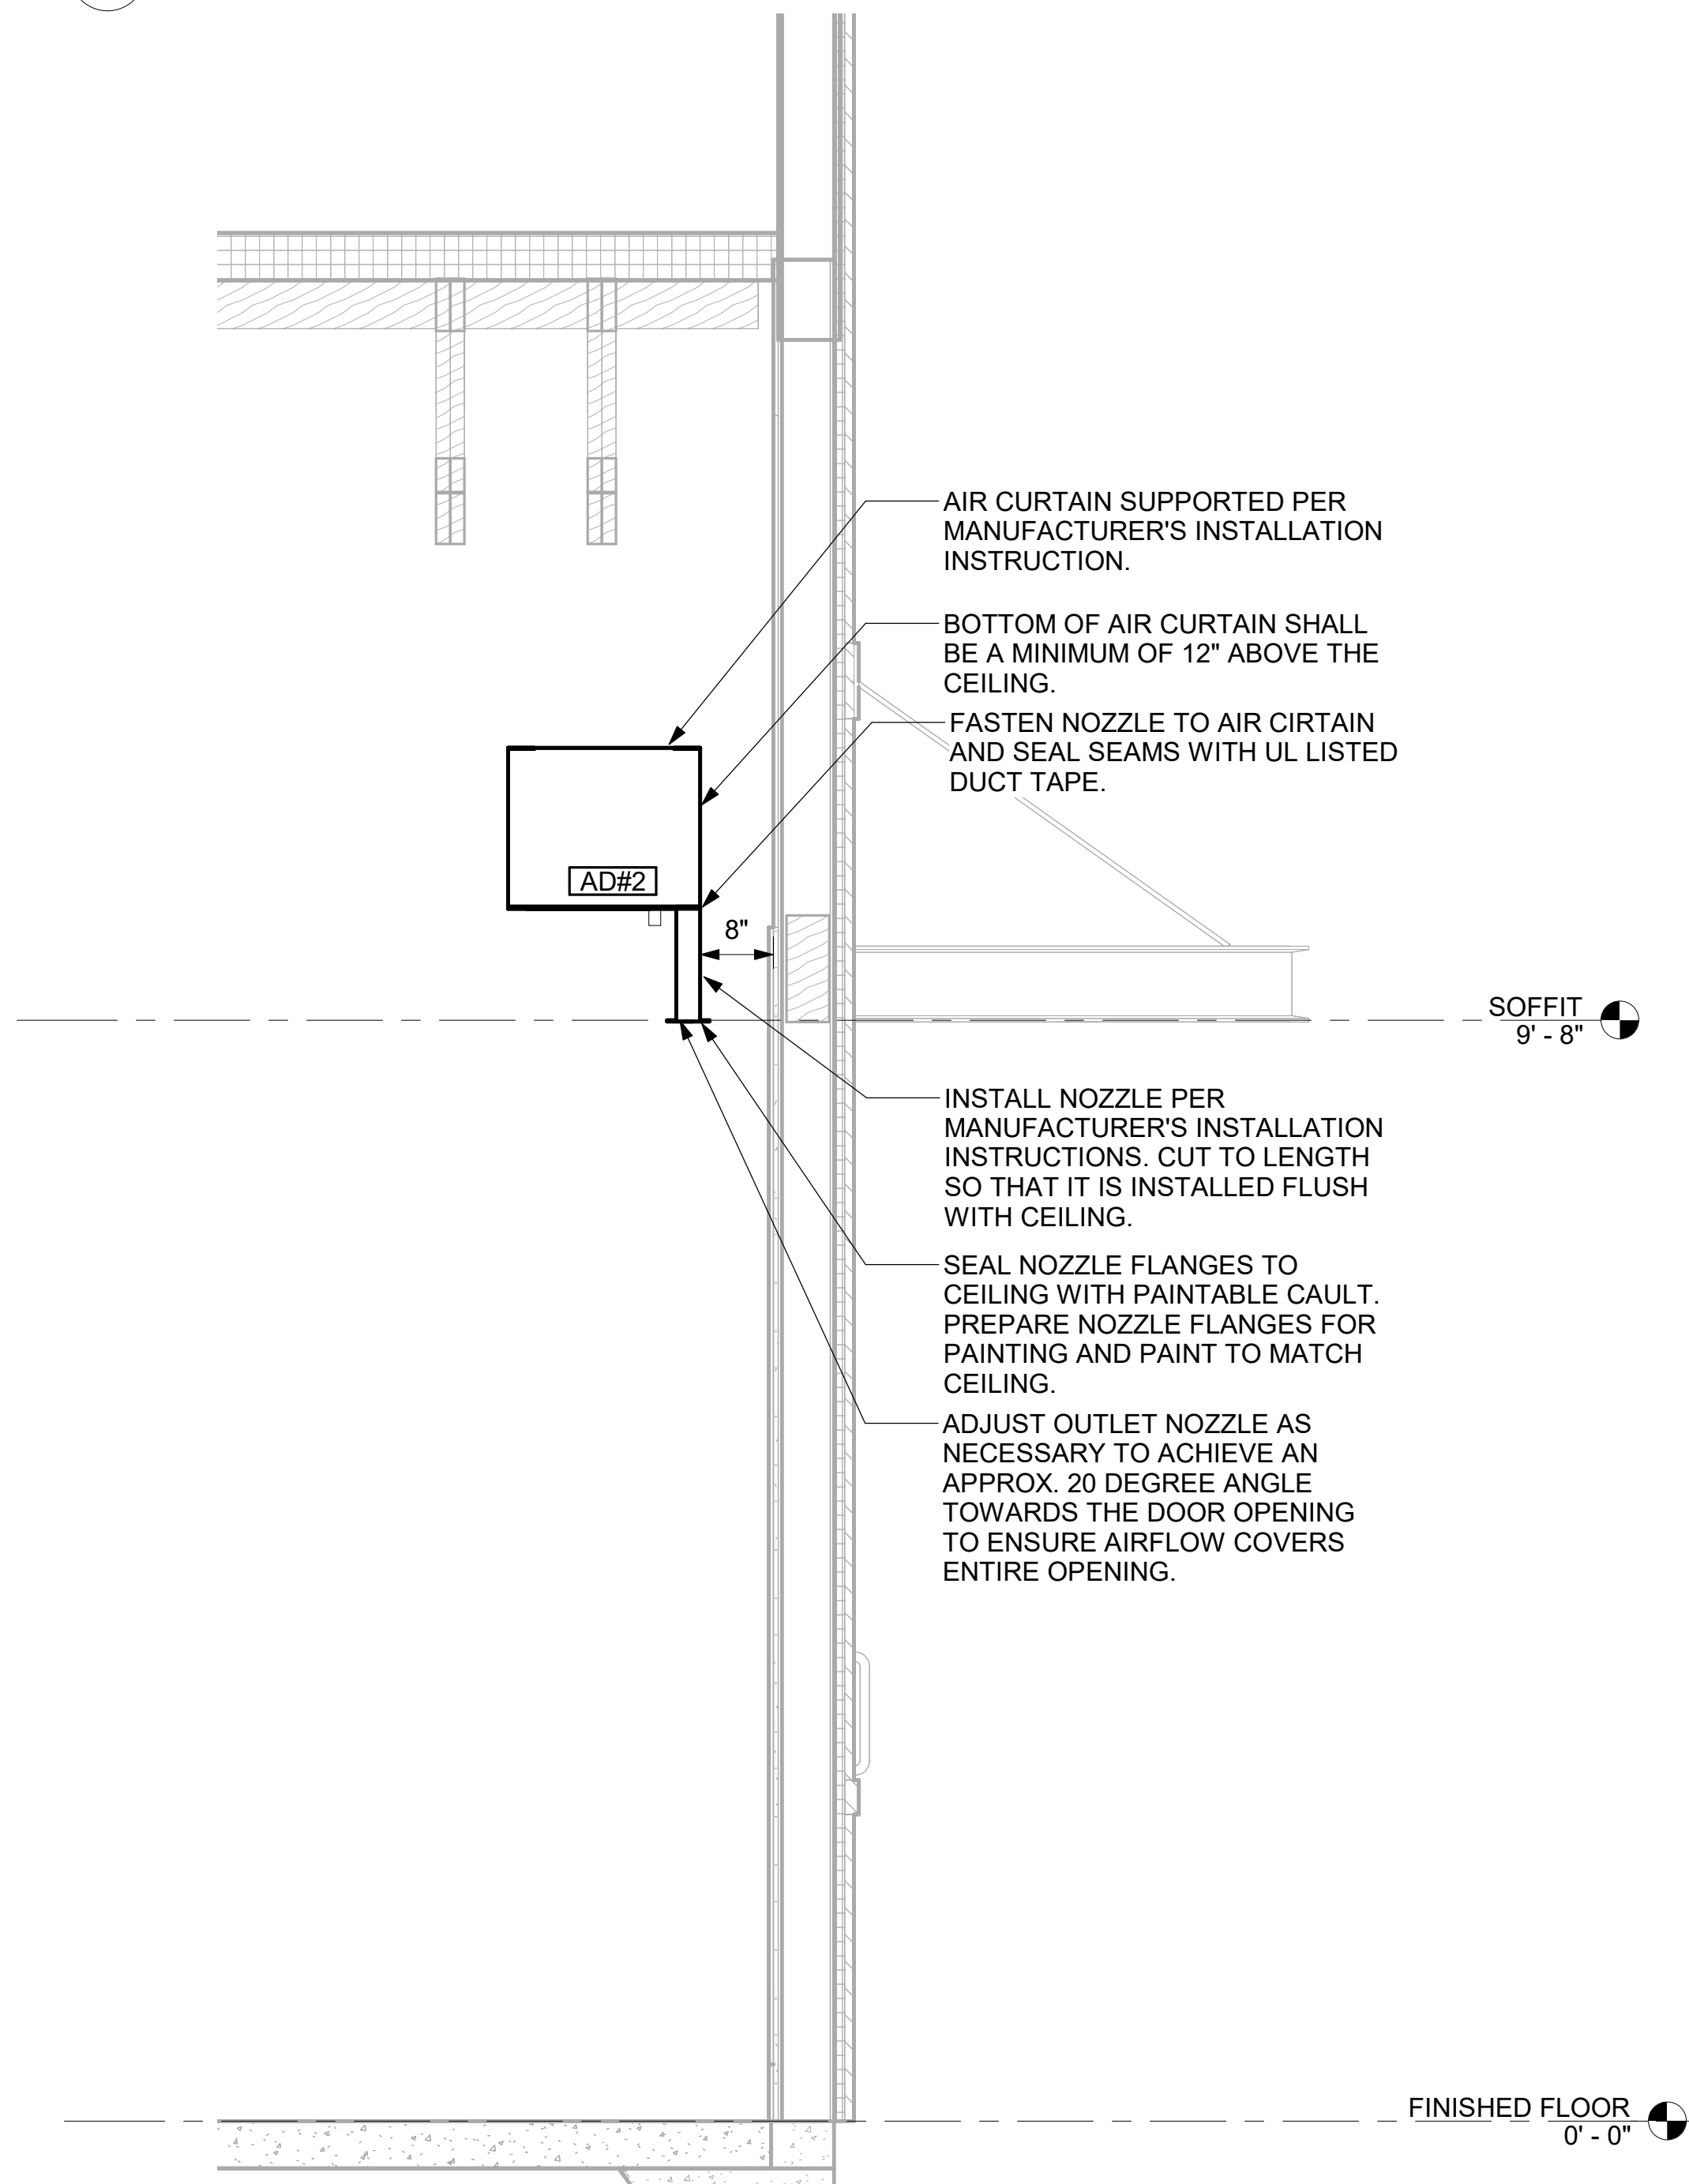 AIR CURTAIN SUPPORTED PER
MANUFACTURER'S INSTALLATION
INSTRUCTION.
BOTTOM OF AIR CURTAIN SHALL
BE A MINIMUM OF 12" ABOVE THE
CEILING.
FASTEN NOZZLE TO AIR CIRTAIN
AND SEAL SEAMS WITH UL LISTED
DUCT TAPE.
AD#2
8"
SOFFIT
9' - 8"
INSTALL NOZZLE PER
MANUFACTURER'S INSTALLATION
INSTRUCTIONS. CUT TO LENGTH
SO THAT IT IS INSTALLED FLUSH
WITH CEILING.
SEAL NOZZLE FLANGES TO
CEILING WITH PAINTABLE CAULT.
PREPARE NOZZLE FLANGES FOR
PAINTING AND PAINT TO MATCH
CEILING.
ADJUST OUTLET NOZZLE AS
NECESSARY TO ACHIEVE AN
APPROX. 20 DEGREE ANGLE
TOWARDS THE DOOR OPENING
TO ENSURE AIRFLOW COVERS
ENTIRE OPENING.
FINISHED FLOOR
0' - 0"